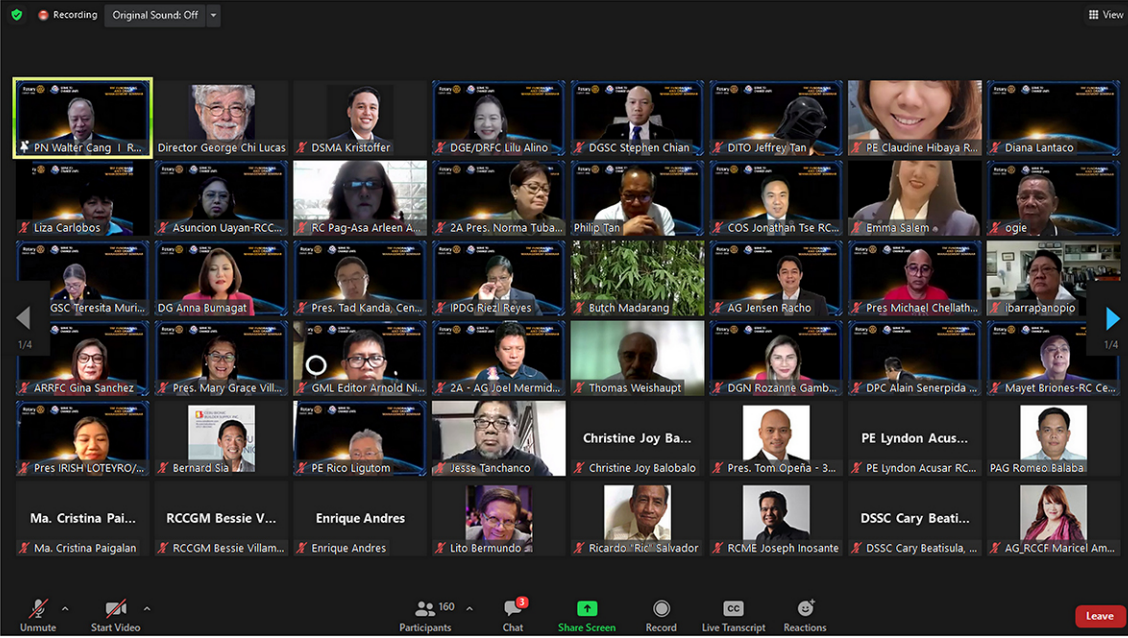 Recording
Original Sound: Off
View
PN Walter Cang | R...
Director George Chi Lucas
DSMA Kristoffer
DGE/DRFC Lilu Alino
DGSC Stephen Chian
DITO Jeffrey Tan
PE Claudine Hibaya R...
Diana Lantaco
Liza Carlobos
Asuncion Uayan-RCC...
RC Pag-Asa Arleen A...
2A Pres. Norma Tuba...
Philip Tan
COS Jonathan Tse RC...
Emma Salem
ogie
GSC Teresita Muri...
DG Anna Bumagat
Pres. Tad Kanda, Cen...
IPDG Riezl Reyes
Butch Madarang
AG Jensen Racho
Pres Michael Chellath...
ibarrapanopio
1/4
1/4
ARRFC Gina Sanchez
Pres. Mary Grace Vill...
GML Editor Arnold Ni...
2A - AG Joel Mermid...
Thomas Weishaupt
DGN Rozanne Gamb...
DPC Alain Senerpida ...
Mayet Briones-RC Ce...
Pres IRISH LOTEYRO/...
Bernard Sia
PE Rico Ligutom
Jesse Tanchanco
Christine Joy Ba...
Christine Joy Balobalo
Pres. Tom Opeña - 3...
PE Lyndon Acus...
PE Lyndon Acusar RC...
PAG Romeo Balaba
Ma. Cristina Pai...
Ma. Cristina Paigalan
RCCGM Bessie V...
RCCGM Bessie Villam...
Enrique Andres
Enrique Andres
Lito Bermundo
Ricardo "Ric" Salvador
RCME Joseph Inosante
DSSC Cary Beati...
DSSC Cary Beatisula, ...
AG_RCCF Maricel Am...
Unmute
Start Video
160
Participants
3
Chat
Share Screen
Record
CC
Live Transcript
Reactions
Leave